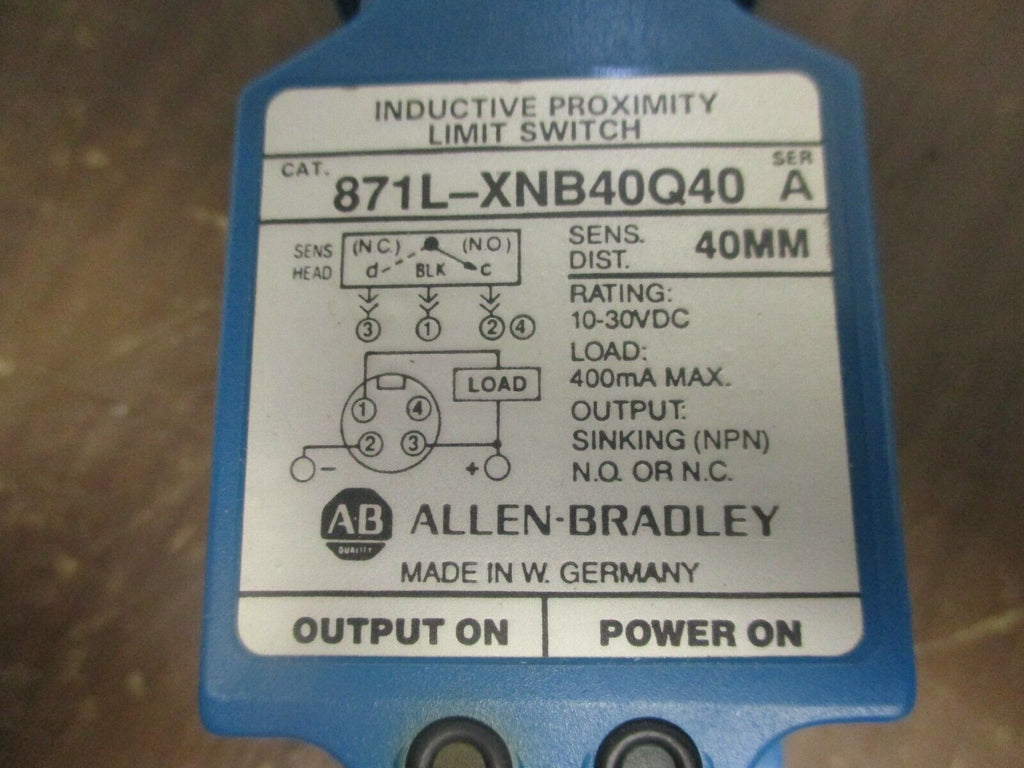 INDUCTIVE PROXIMITY
LIMIT SWITCH
CAT. 871L-XNB40Q40 SER A
SENS HEAD
(N.C.) (N.O)
d BLK C
3 1 2 4
LOAD
1 4
2 3
- +
SENS. DIST. 40MM
RATING:
10-30VDC
LOAD:
400mA MAX.
OUTPUT:
SINKING (NPN)
N.O. OR N.C.
AB
QUALITY
ALLEN-BRADLEY
MADE IN W. GERMANY
OUTPUT ON
POWER ON